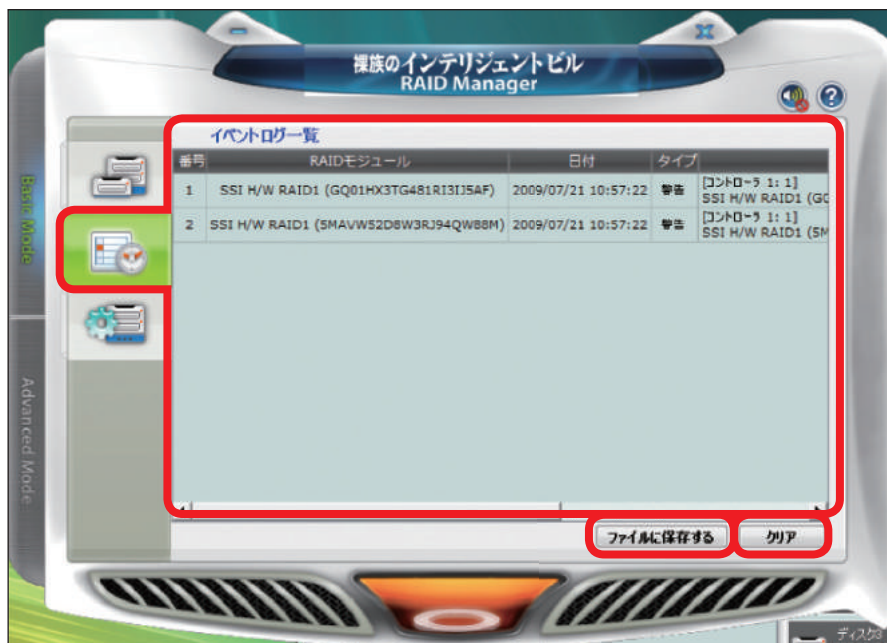 裸族のインテリジェントビル
RAID Manager
Basic Mode
Advanced Mode
イベントログ一覧
番号 RAIDモジュール 日付 タイプ
1 SSI H/W RAID1 (GQ01HX3TG481RI3IJ5AF) 2009/07/21 10:57:22 警告 [コントローラ 1: 1]
SSI H/W RAID1 (GQ
2 SSI H/W RAID1 (5MAVW52D8W3RJ94QW88M) 2009/07/21 10:57:22 警告 [コントローラ 1: 1]
SSI H/W RAID1 (5M
ファイルに保存する クリア
ディスク